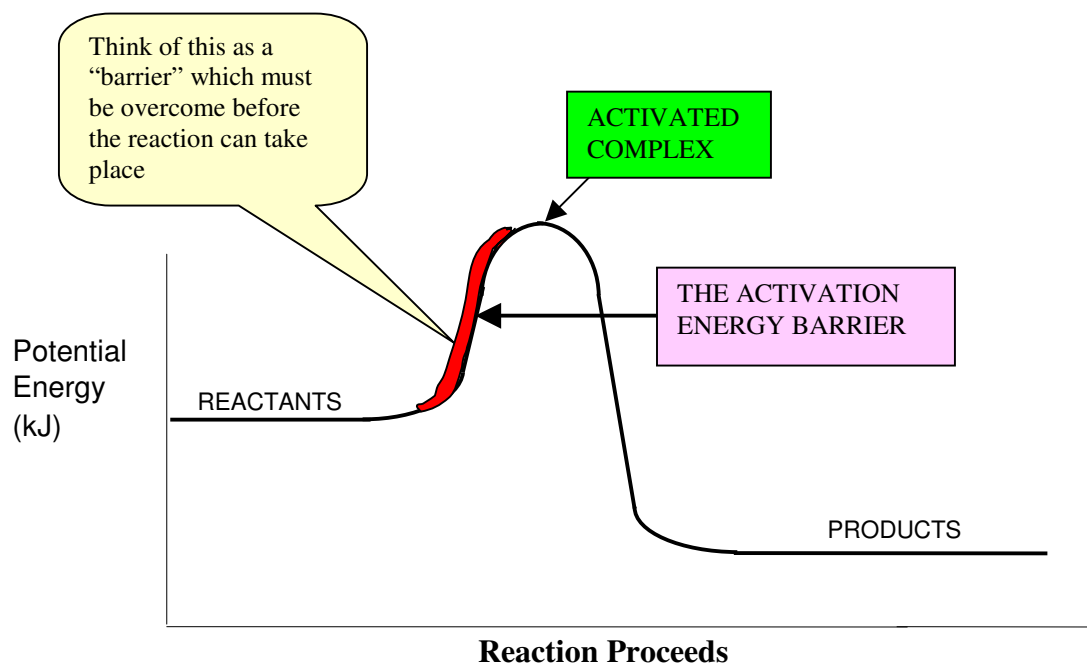 Think of this as a
“barrier” which must
be overcome before
the reaction can take
place
ACTIVATED
COMPLEX
THE ACTIVATION
ENERGY BARRIER
Potential
Energy
(kJ)
REACTANTS
PRODUCTS
Reaction Proceeds